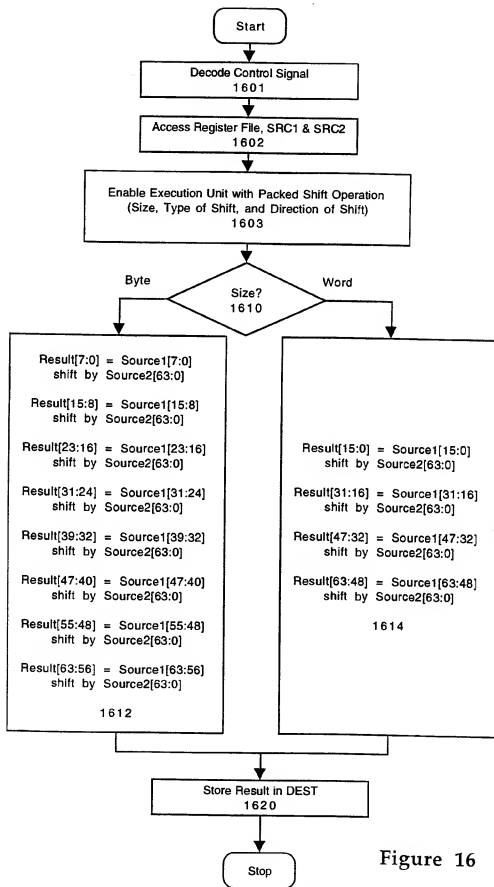 Start
Decode Control Signal
1601
Access Register File, SRC1 & SRC2
1602
Enable Execution Unit with Packed Shift Operation
(Size, Type of Shift, and Direction of Shift)
1603
Byte
Size?
1610
Word
Result[7:0] = Source1[7:0]
shift by Source2[63:0]
Result[15:8] = Source1[15:8]
shift by Source2[63:0]
Result[23:16] = Source1[23:16]
shift by Source2[63:0]
Result[31:24] = Source1[31:24]
shift by Source2[63:0]
Result[39:32] = Source1[39:32]
shift by Source2[63:0]
Result[47:40] = Source1[47:40]
shift by Source2[63:0]
Result[55:48] = Source1[55:48]
shift by Source2[63:0]
Result[63:56] = Source1[63:56]
shift by Source2[63:0]
1612
Result[15:0] = Source1[15:0]
shift by Source2[63:0]
Result[31:16] = Source1[31:16]
shift by Source2[63:0]
Result[47:32] = Source1[47:32]
shift by Source2[63:0]
Result[63:48] = Source1[63:48]
shift by Source2[63:0]
1614
Store Result in DEST
1620
Stop
Figure 16